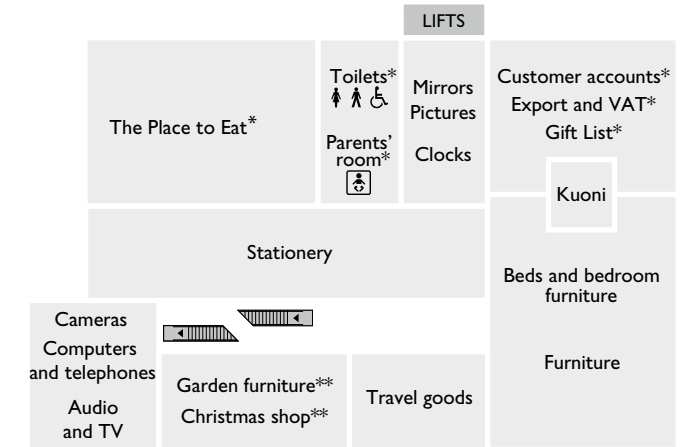 LIFTS
The Place to Eat*
Toilets*
Parents'
room*
Mirrors
Pictures
Clocks
Customer accounts*
Export and VAT*
Gift List*
Kuoni
Stationery
Beds and bedroom
furniture
Furniture
Cameras
Computers
and telephones
Audio
and TV
Garden furniture**
Christmas shop**
Travel goods